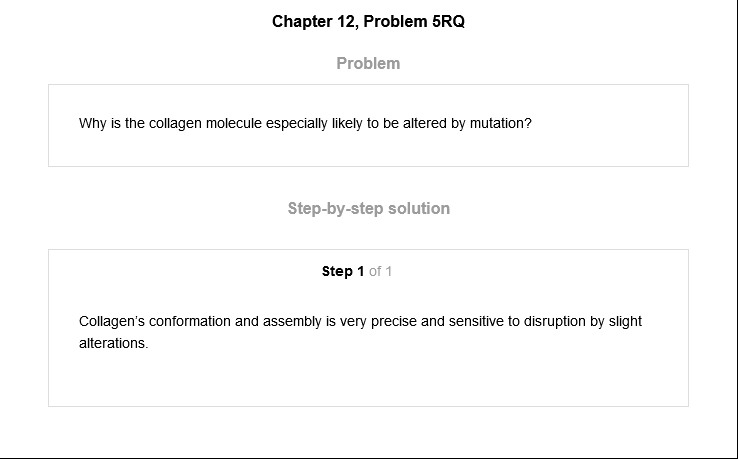 Chapter 12, Problem 5RQ
Problem
Why is the collagen molecule especially likely to be altered by mutation?
Step-by-step solution
Step 1 of 1
Collagen’s conformation and assembly is very precise and sensitive to disruption by slight
alterations.